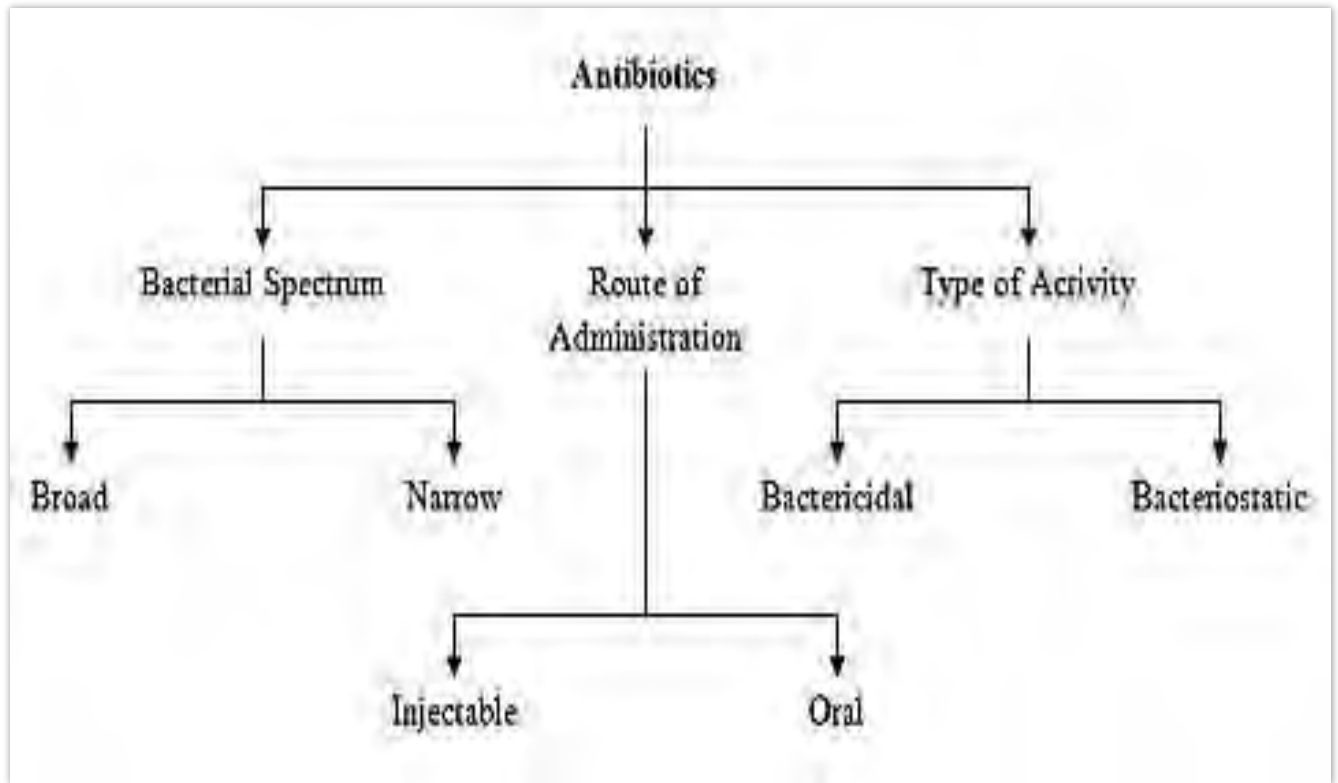 Antibiotics
Bacterial Spectrum
Route of
Administration
Type of Activity
Broad
Narrow
Bactericidal
Bacteriostatic
Injectable
Oral